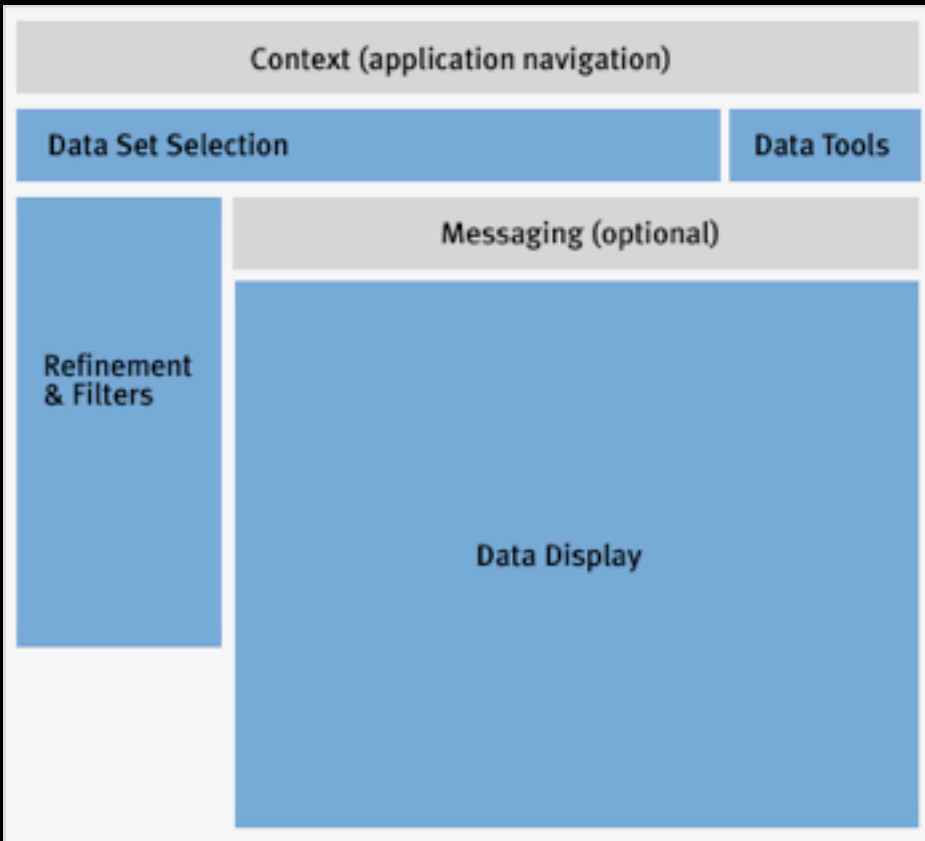 Context (application navigation)
Data Set Selection
Data Tools
Messaging (optional)
Refinement
& Filters
Data Display